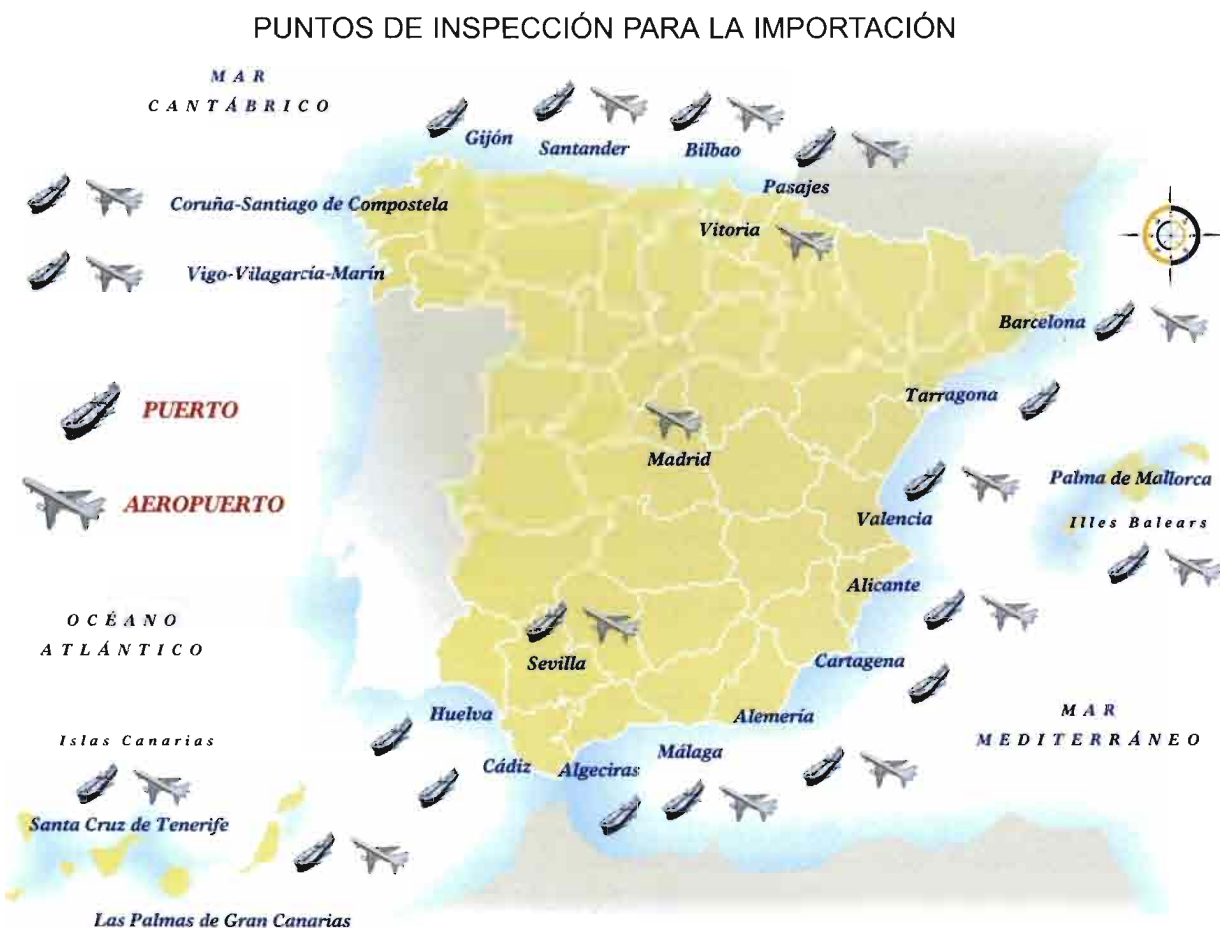 PUNTOS DE INSPECCIÓN PARA LA IMPORTACIÓN
MAR
CANTÁBRICO
Gijón
Santander
Bilbao
Pasajes
Coruña-Santiago de Compostela
Vitoria
Vigo-Vilagarcía-Marín
Barcelona
PUERTO
Tarragona
Madrid
AEROPUERTO
Palma de Mallorca
Valencia
Illes Balears
Alicante
OCÉANO
ATLÁNTICO
Sevilla
Cartagena
Huelva
Alemería
MAR
MEDITERRÁNEO
Islas Canarias
Málaga
Cádiz
Algeciras
Santa Cruz de Tenerife
Las Palmas de Gran Canarias